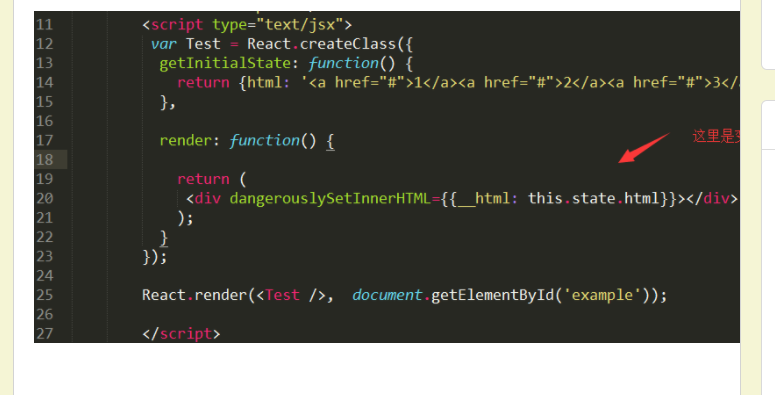 11 <script type="text/jsx">
12 var Test = React.createClass({
13 getInitialState: function() {
14 return {html: '<a href="#">1</a><a href="#">2</a><a href="#">3</
15 },
16
17 render: function() {
这里是
18
19 return (
20 <div dangerouslySetInnerHTML={{__html: this.state.html}}></div>
21 );
22 }
23 });
24
25 React.render(<Test />, document.getElementById('example'));
26
27 </script>